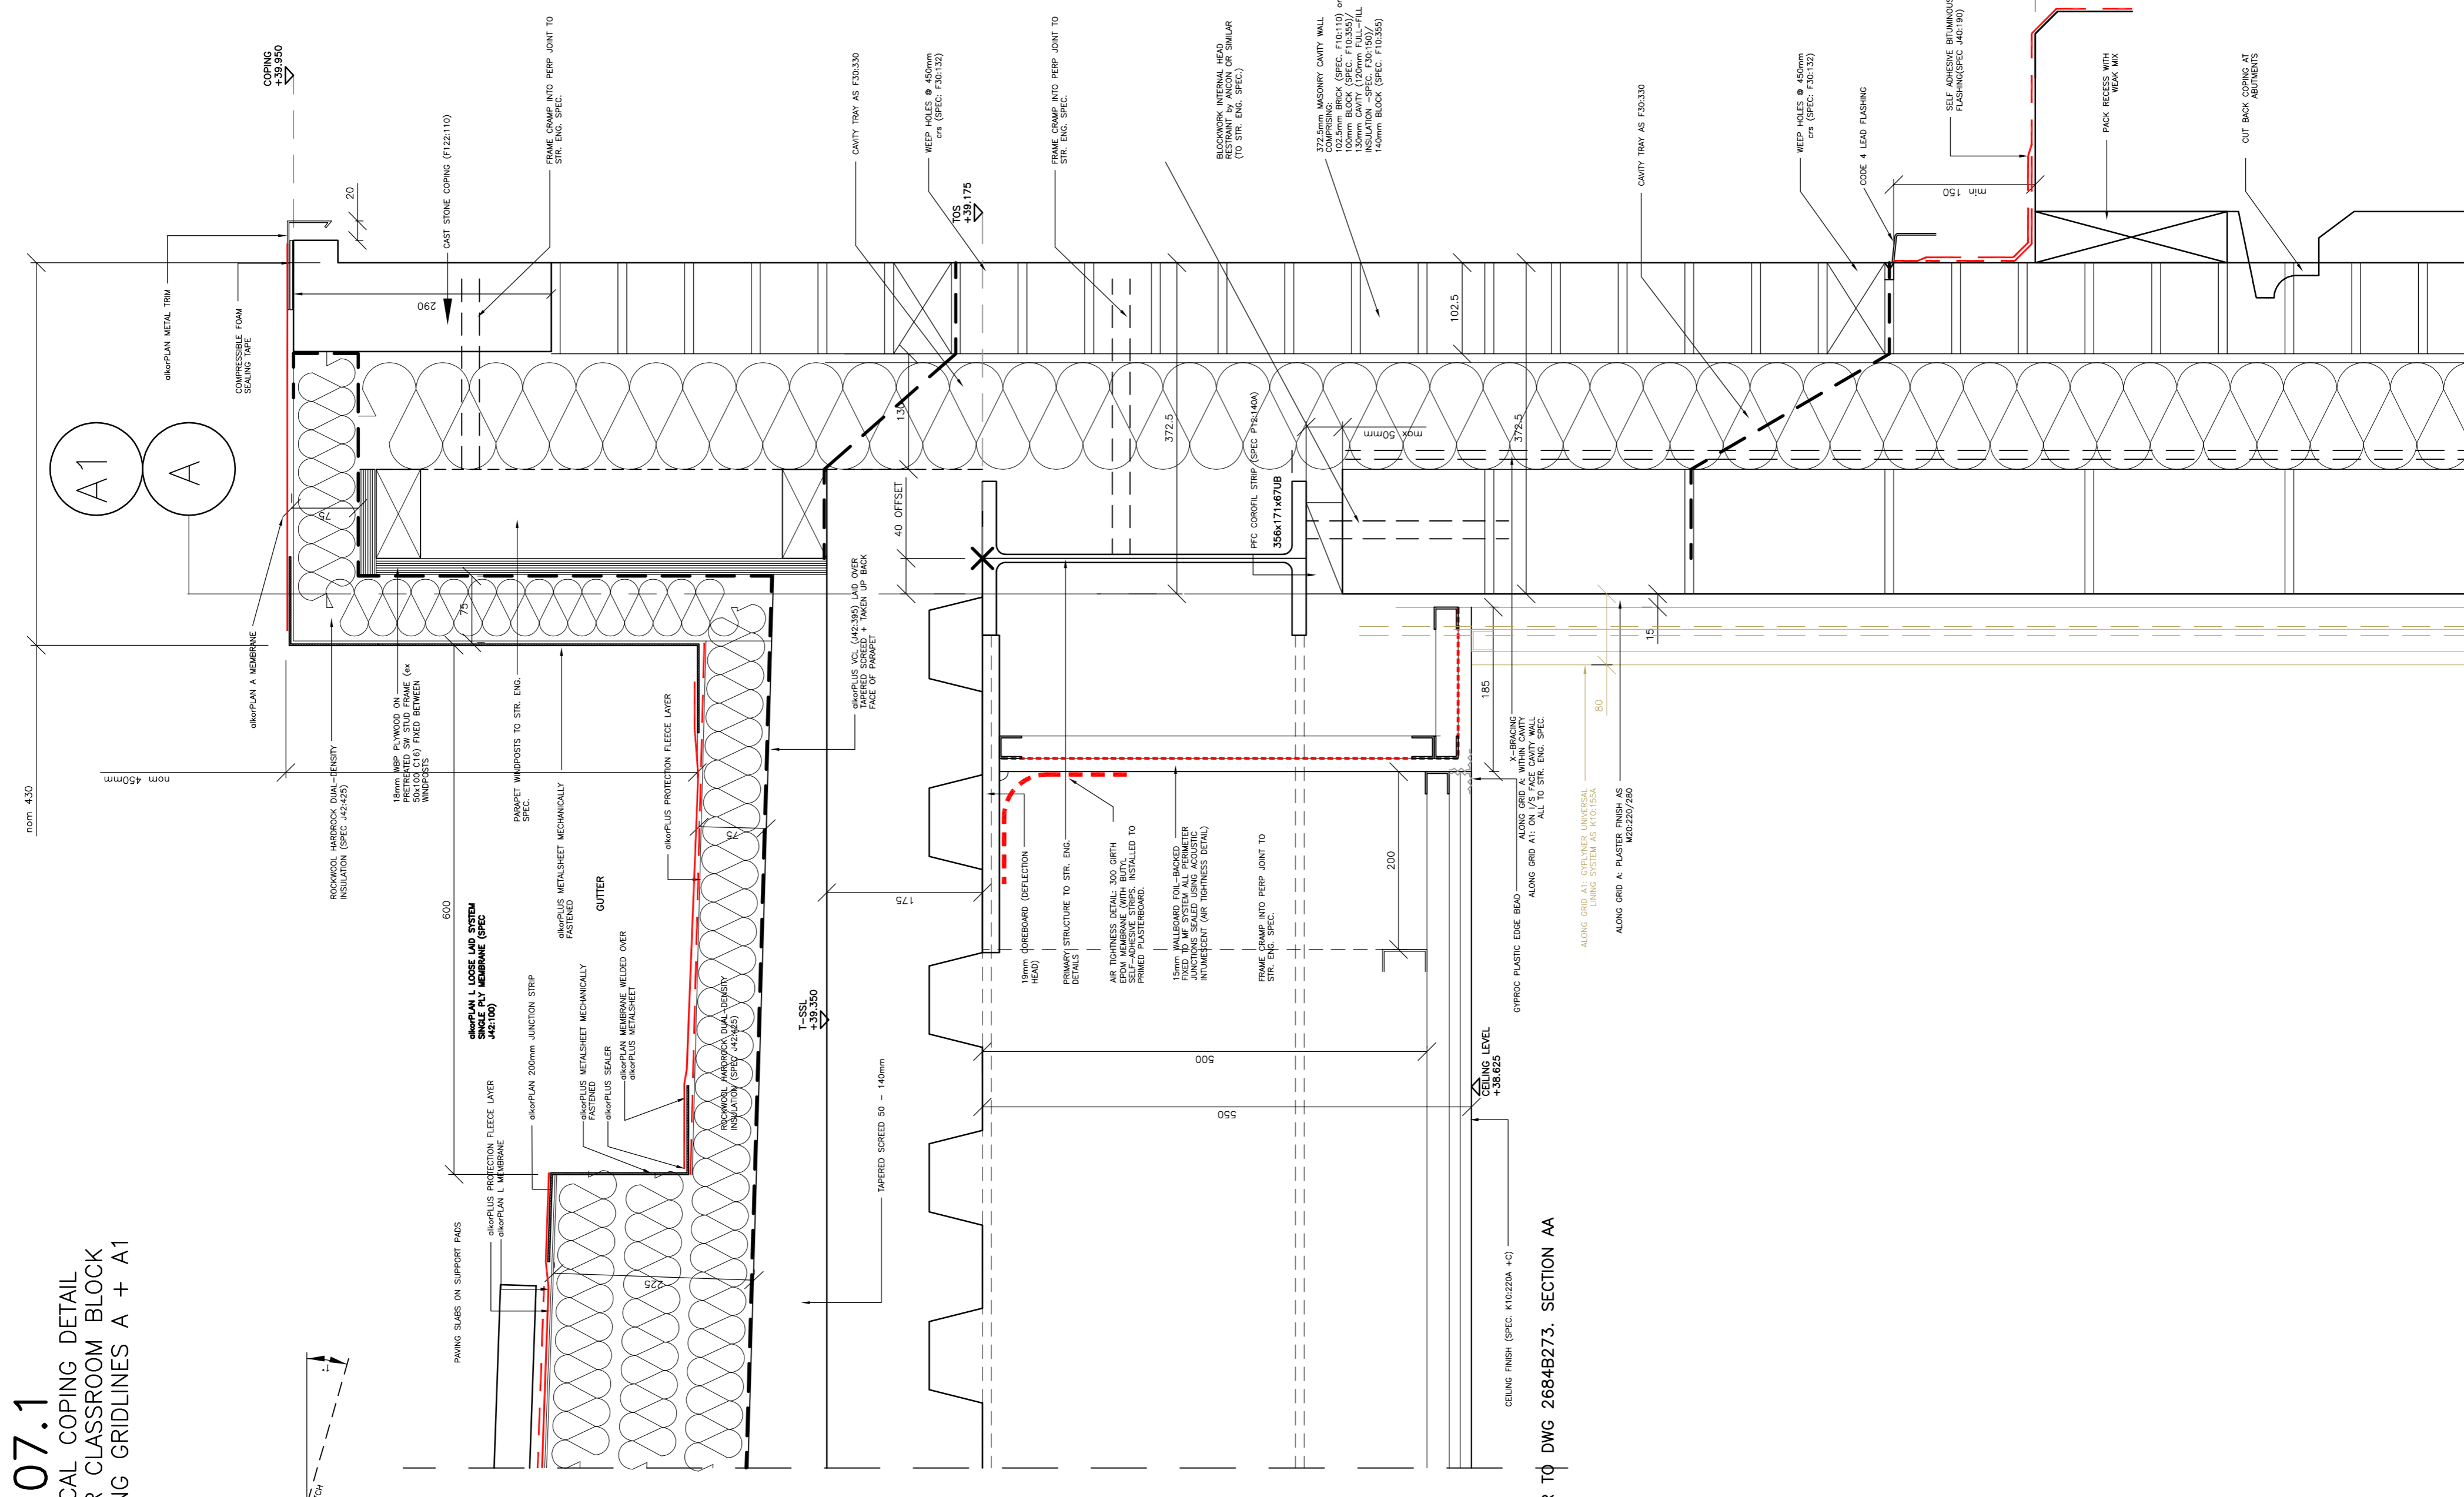 07.1
CAL COPING DETAIL
R CLASSROOM BLOCK
NG GRIDLINES A + A1
TCH
1°
nom 430
A1
A
COPING
+39.950
20
alkorPLAN METAL TRIM
COMPRESSIBLE FOAM
SEALING TAPE
CAST STONE COPING (F122:110)
290
FRAME CRAMP INTO PERP JOINT TO
STR. ENG. SPEC.
CAVITY TRAY AS F30:330
WEEP HOLES @ 450mm
crs (SPEC: F30:132)
TOS
+39.175
FRAME CRAMP INTO PERP JOINT TO
STR. ENG. SPEC.
BLOCKWORK INTERNAL HEAD
RESTRAINT by ANCON OR SIMILAR
(TO STR. ENG. SPEC.)
372.5mm MASONRY CAVITY WALL
COMPRISING:
102.5mm BRICK (SPEC. F10:110) or
100mm BLOCK (SPEC. F10:355)/
130mm CAVITY (120mm FULL-FILL
INSULATION -SPEC. F30:150)/
140mm BLOCK (SPEC. F10:355)
CAVITY TRAY AS F30:330
WEEP HOLES @ 450mm
crs (SPEC: F30:132)
CODE 4 LEAD FLASHING
SELF ADHESIVE BITUMINOUS
FLASHING(SPEC J40:190)
min 150
PACK RECESS WITH
WEAK MIX
CUT BACK COPING AT
ABUTMENTS
102.5
130
372.5
372.5
40 OFFSET
max 50mm
PFC COROFIL STRIP (SPEC P12:140A)
356x171x67UB
75
75
alkorPLAN A MEMBRANE
nom 450mm
ROCKWOOL HARDROCK DUAL-DENSITY
INSULATION (SPEC J42:425)
18mm WBP PLYWOOD ON
PRETREATED SW STUD FRAME (ex
50x100 C16) FIXED BETWEEN
WINDPOSTS
PARAPET WINDPOSTS TO STR. ENG.
SPEC.
alkorPLUS METALSHEET MECHANICALLY
FASTENED
GUTTER
alkorPLUS PROTECTION FLEECE LAYER
75
alkorPLUS VCL (J42:395) LAID OVER
TAPERED SCREED + TAKEN UP BACK
FACE OF PARAPET
600
alkorPLAN L LOOSE LAID SYSTEM
SINGLE PLY MEMBRANE (SPEC
J42:100)
alkorPLAN 200mm JUNCTION STRIP
alkorPLUS METALSHEET MECHANICALLY
FASTENED
alkorPLUS SEALER
alkorPLAN MEMBRANE WELDED OVER
alkorPLUS METALSHEET
ROCKWOOL HARDROCK DUAL-DENSITY
INSULATION (SPEC J42:425)
alkorPLUS PROTECTION FLEECE LAYER
alkorPLAN L MEMBRANE
PAVING SLABS ON SUPPORT PADS
225
T-SSL
+39.350
175
TAPERED SCREED 50 - 140mm
19mm COREBOARD (DEFLECTION
HEAD)
PRIMARY STRUCTURE TO STR. ENG.
DETAILS
AIR TIGHTNESS DETAIL: 300 GIRTH
EPDM MEMBRANE (WITH BUTYL
SELF-ADHESIVE STRIPS. INSTALLED TO
PRIMED PLASTERBOARD.
15mm WALLBOARD FOIL-BACKED
FIXED TO MF SYSTEM ALL PERIMETER
JUNCTIONS SEALED USING ACOUSTIC
INTUMESCENT (AIR TIGHTNESS DETAIL)
FRAME CRAMP INTO PERP JOINT TO
STR. ENG. SPEC.
200
500
550
185
15
80
CEILING LEVEL
+38.625
GYPROC PLASTIC EDGE BEAD
X-BRACING
ALONG GRID A: WITHIN CAVITY
ALONG GRID A1: ON I/S FACE CAVITY WALL
ALL TO STR. ENG. SPEC.
ALONG GRID A1: GYPLYNER UNIVERSAL
LINING SYSTEM AS K10:155A
ALONG GRID A: PLASTER FINISH AS
M20:220/280
CEILING FINISH (SPEC. K10:220A +C)
R TO DWG 2684B273. SECTION AA